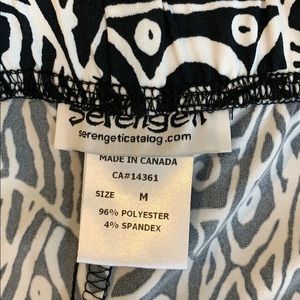 Serengeti
serengeticatalog.com
MADE IN CANADA
CA#14361
SIZE M
96% POLYESTER
4% SPANDEX